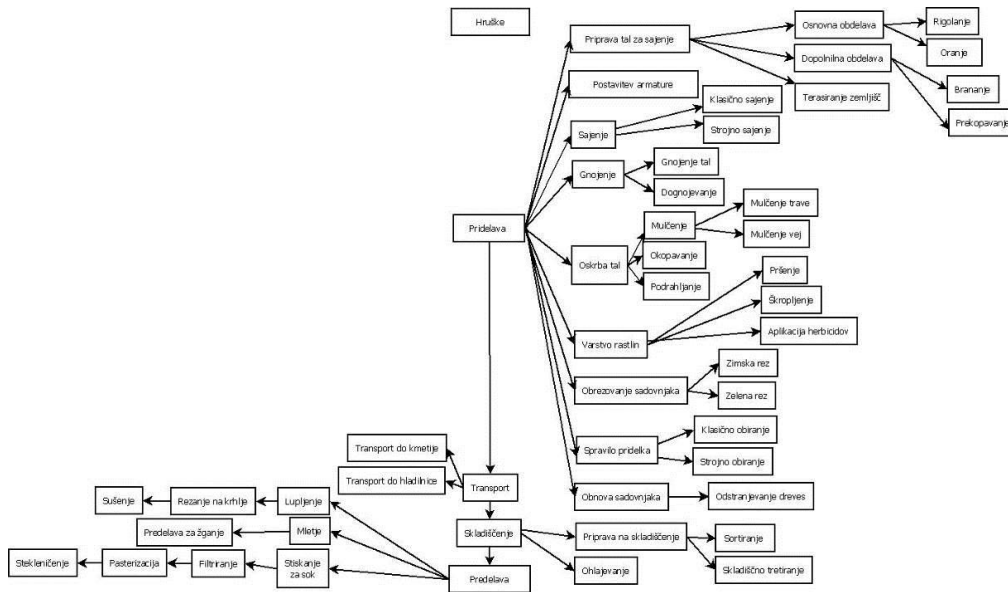 Hruške
Priprava tal za sajenje
Osnovna obdelava
Rigolanje
Oranje
Dopolnilna obdelava
Brananje
Prekopavanje
Terasiranje zemljišč
Postavitev armature
Sajenje
Klasično sajenje
Strojno sajenje
Gnojenje
Gnojenje tal
Dognojevanje
Pridelava
Oskrba tal
Mulčenje
Mulčenje trave
Mulčenje vej
Okopavanje
Podrahljanje
Varstvo rastlin
Pršenje
Škropljenje
Aplikacija herbicidov
Obrezovanje sadovnjaka
Zimska rez
Zelena rez
Spravilo pridelka
Klasično obiranje
Strojno obiranje
Obnova sadovnjaka
Odstranjevanje dreves
Transport do kmetije
Transport do hladilnice
Transport
Skladiščenje
Priprava na skladiščenje
Sortiranje
Skladiščno tretiranje
Ohlajevanje
Predelava
Sušenje
Rezanje na krhlje
Lupljenje
Predelava za žganje
Mletje
Stekleničenje
Pasterizacija
Filtriranje
Stiskanje
za sok